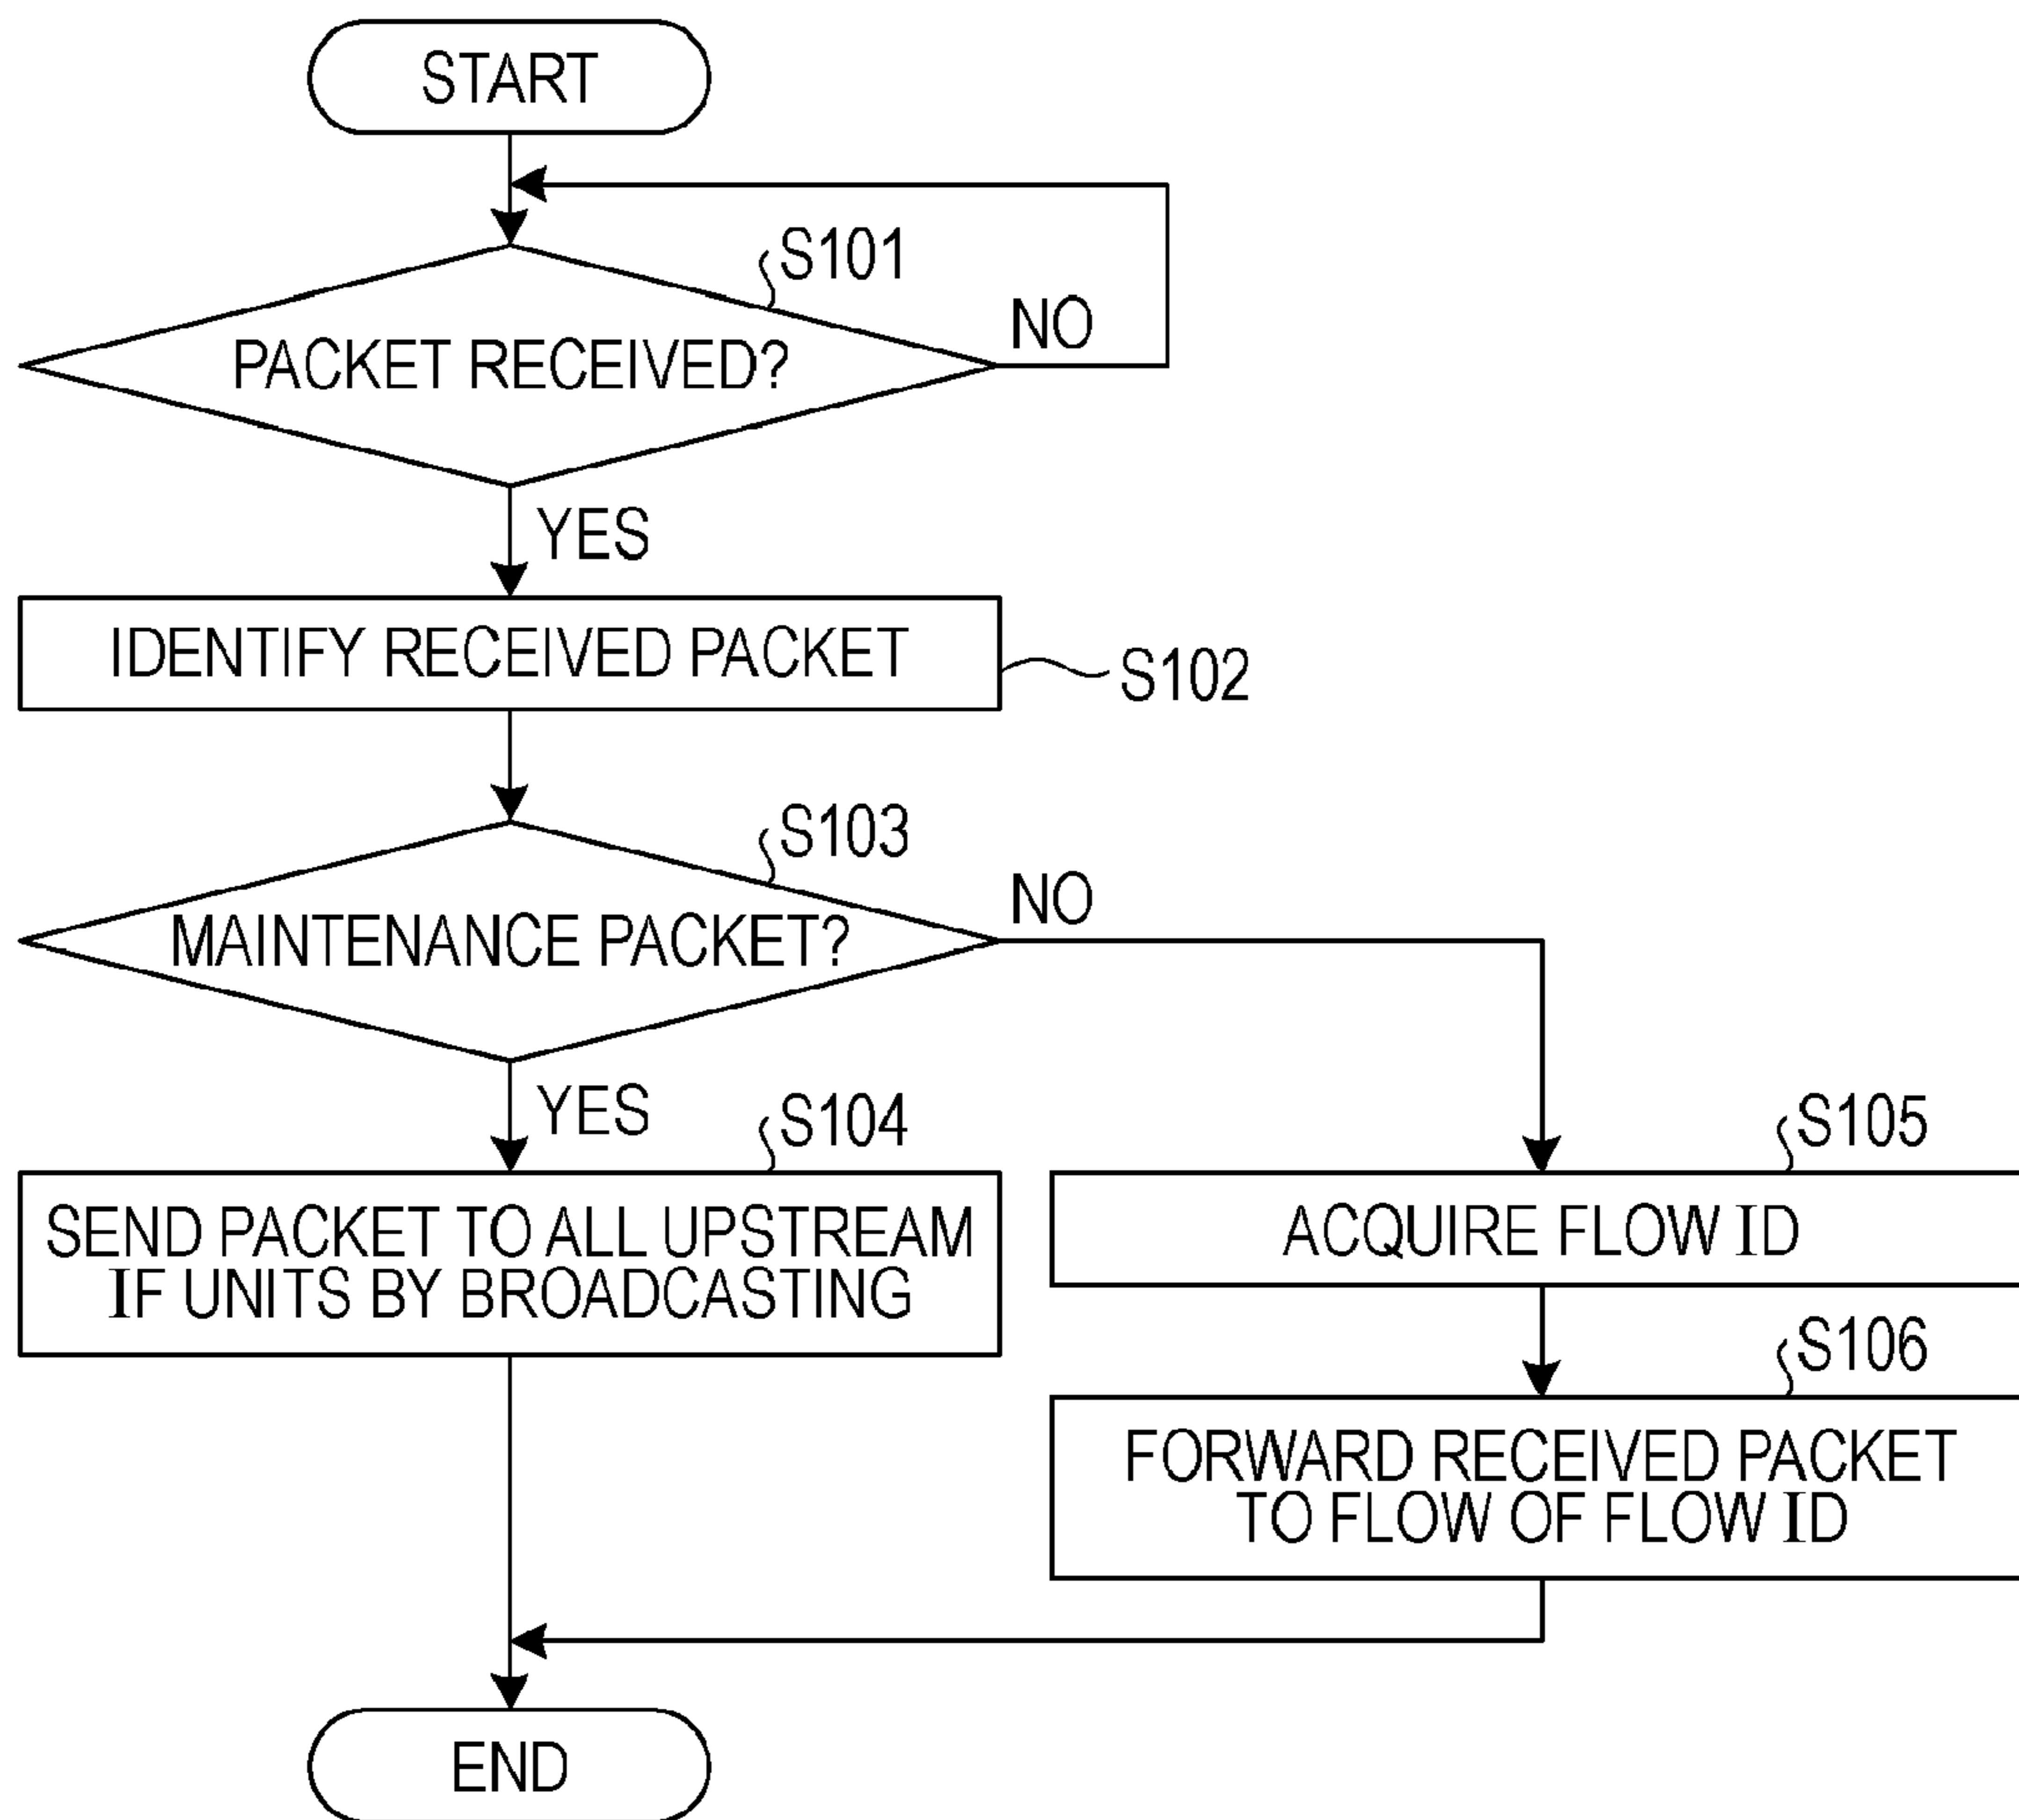 START
S101
PACKET RECEIVED?
NO
YES
IDENTIFY RECEIVED PACKET
S102
S103
MAINTENANCE PACKET?
NO
YES
S104
SEND PACKET TO ALL UPSTREAM
IF UNITS BY BROADCASTING
S105
ACQUIRE FLOW ID
S106
FORWARD RECEIVED PACKET
TO FLOW OF FLOW ID
END